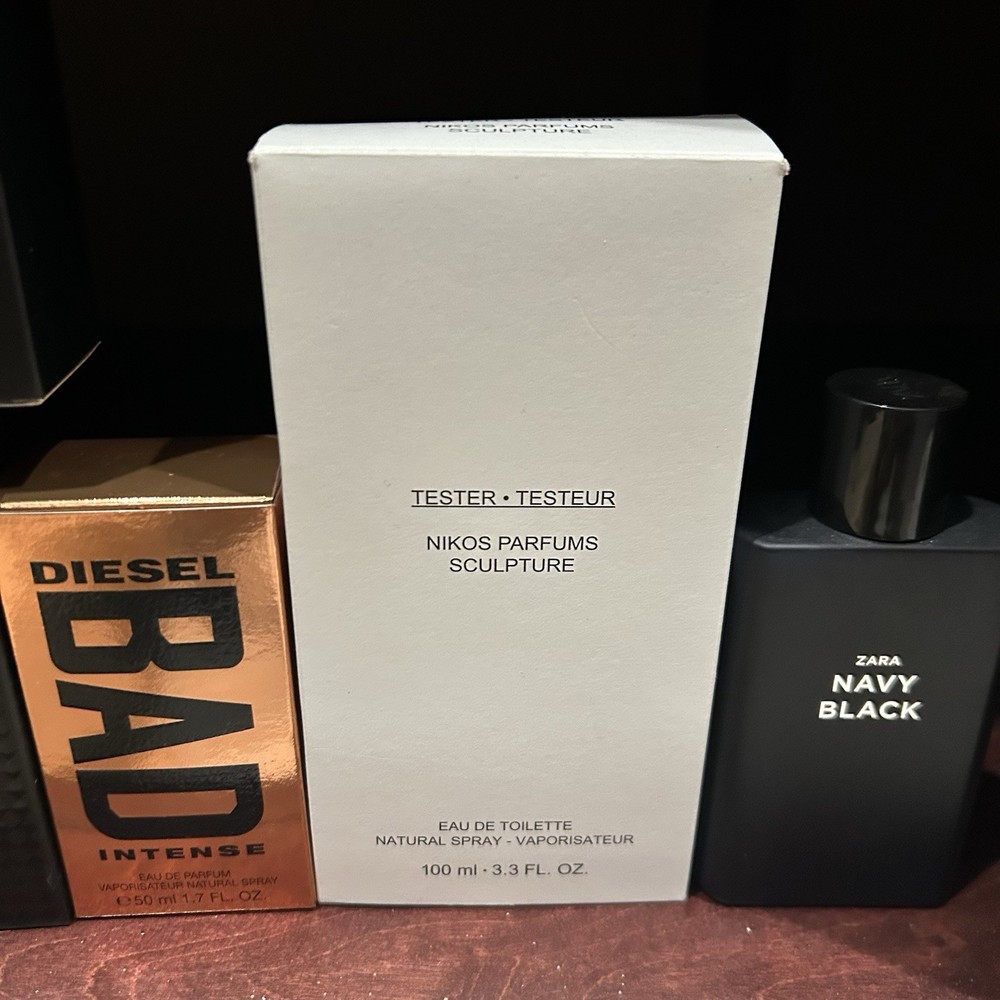 NIKOS PARFUMS
SCULPTURE
TESTER • TESTEUR
NIKOS PARFUMS
SCULPTURE
EAU DE TOILETTE
NATURAL SPRAY - VAPORISATEUR
100 ml · 3.3 FL. OZ.
DIESEL
BAD
INTENSE
EAU DE PARFUM
VAPORISATEUR NATURAL SPRAY
℮ 50 ml 1.7 FL. OZ.
ZARA
NAVY
BLACK